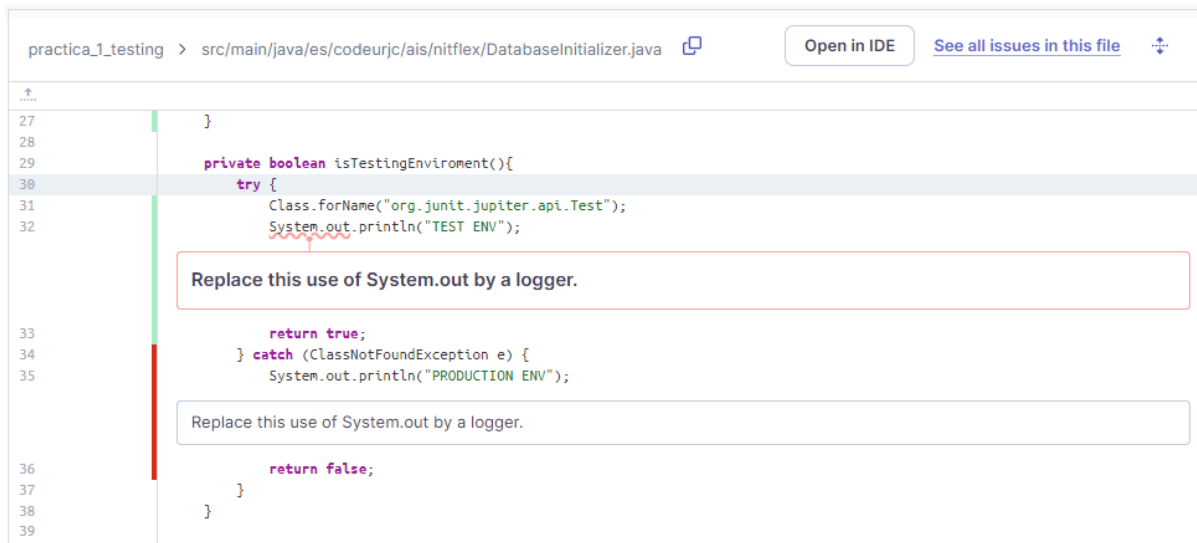 practica_1_testing > src/main/java/es/codeurjc/ais/nitflex/DatabaseInitializer.java Open in IDE See all issues in this file
27 }
28
29 private boolean isTestingEnviroment(){
30 try {
31 Class.forName("org.junit.jupiter.api.Test");
32 System.out.println("TEST ENV");
Replace this use of System.out by a logger.
33 return true;
34 } catch (ClassNotFoundException e) {
35 System.out.println("PRODUCTION ENV");
Replace this use of System.out by a logger.
36 return false;
37 }
38 }
39